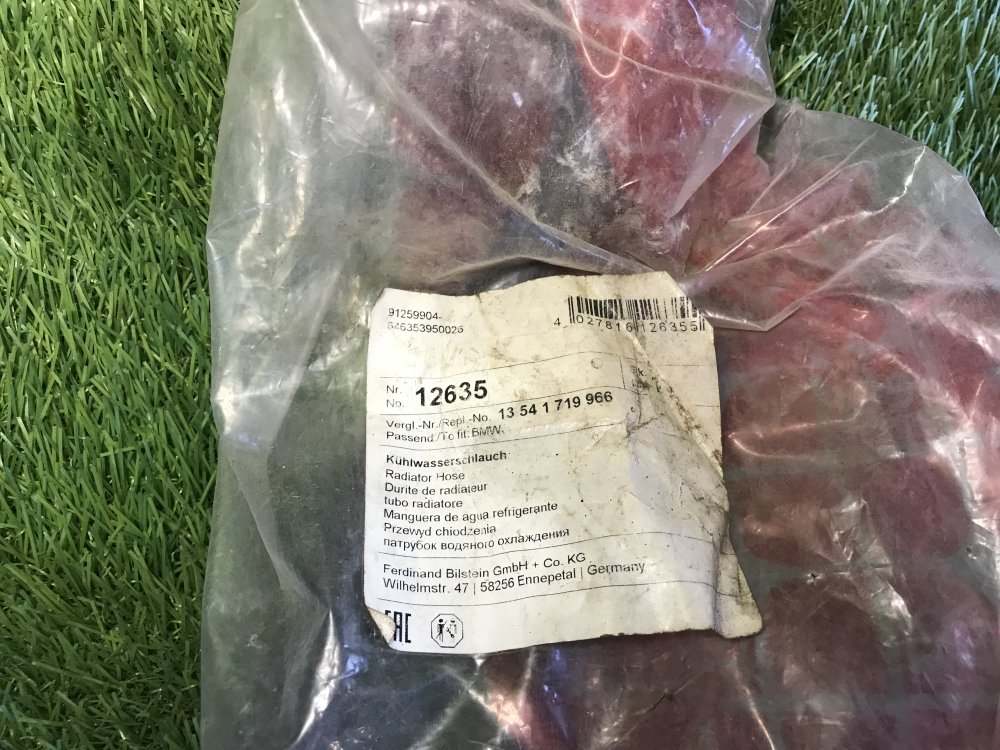 91259904-
646353950026
4 027816 126355
Nr.
No. 12635
Vergl.-Nr./Repl.-No. 13 54 1 719 966
Passend./To fit: BMW
Kühlwasserschlauch
Radiator Hose
Durite de radiateur
tubo radiatore
Manguera de agua refrigerante
Przewyd chiodzenia
патрубок водяного охлаждения
Ferdinand Bilstein GmbH + Co. KG
Wilhelmstr. 47 | 58256 Ennepetal | Germany
EAC